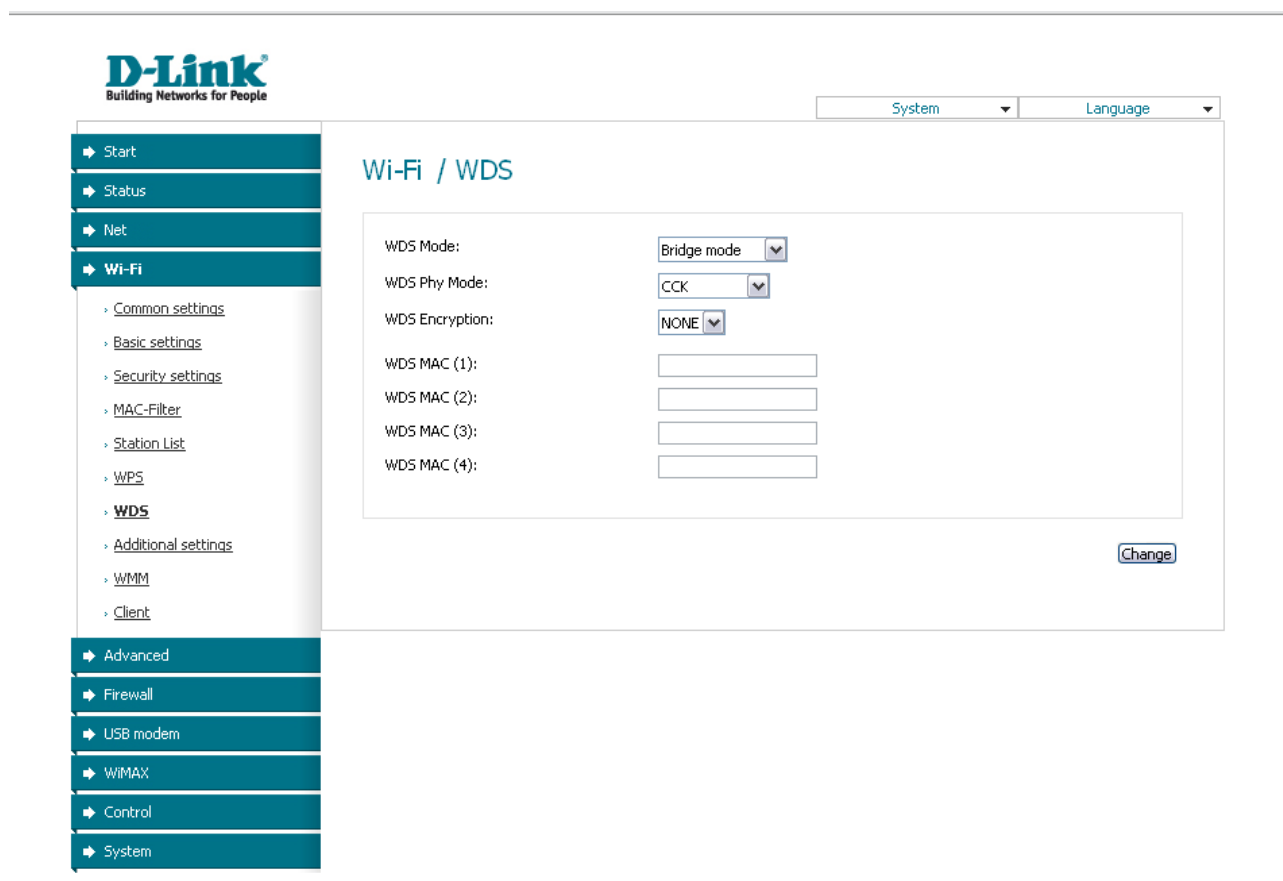 D-Link
Building Networks for People
System
Language
Start
Status
Net
Wi-Fi
Common settings
Basic settings
Security settings
MAC-Filter
Station List
WPS
WDS
Additional settings
WMM
Client
Advanced
Firewall
USB modem
WiMAX
Control
System
Wi-Fi / WDS
WDS Mode: Bridge mode
WDS Phy Mode: CCK
WDS Encryption: NONE
WDS MAC (1):
WDS MAC (2):
WDS MAC (3):
WDS MAC (4):
Change